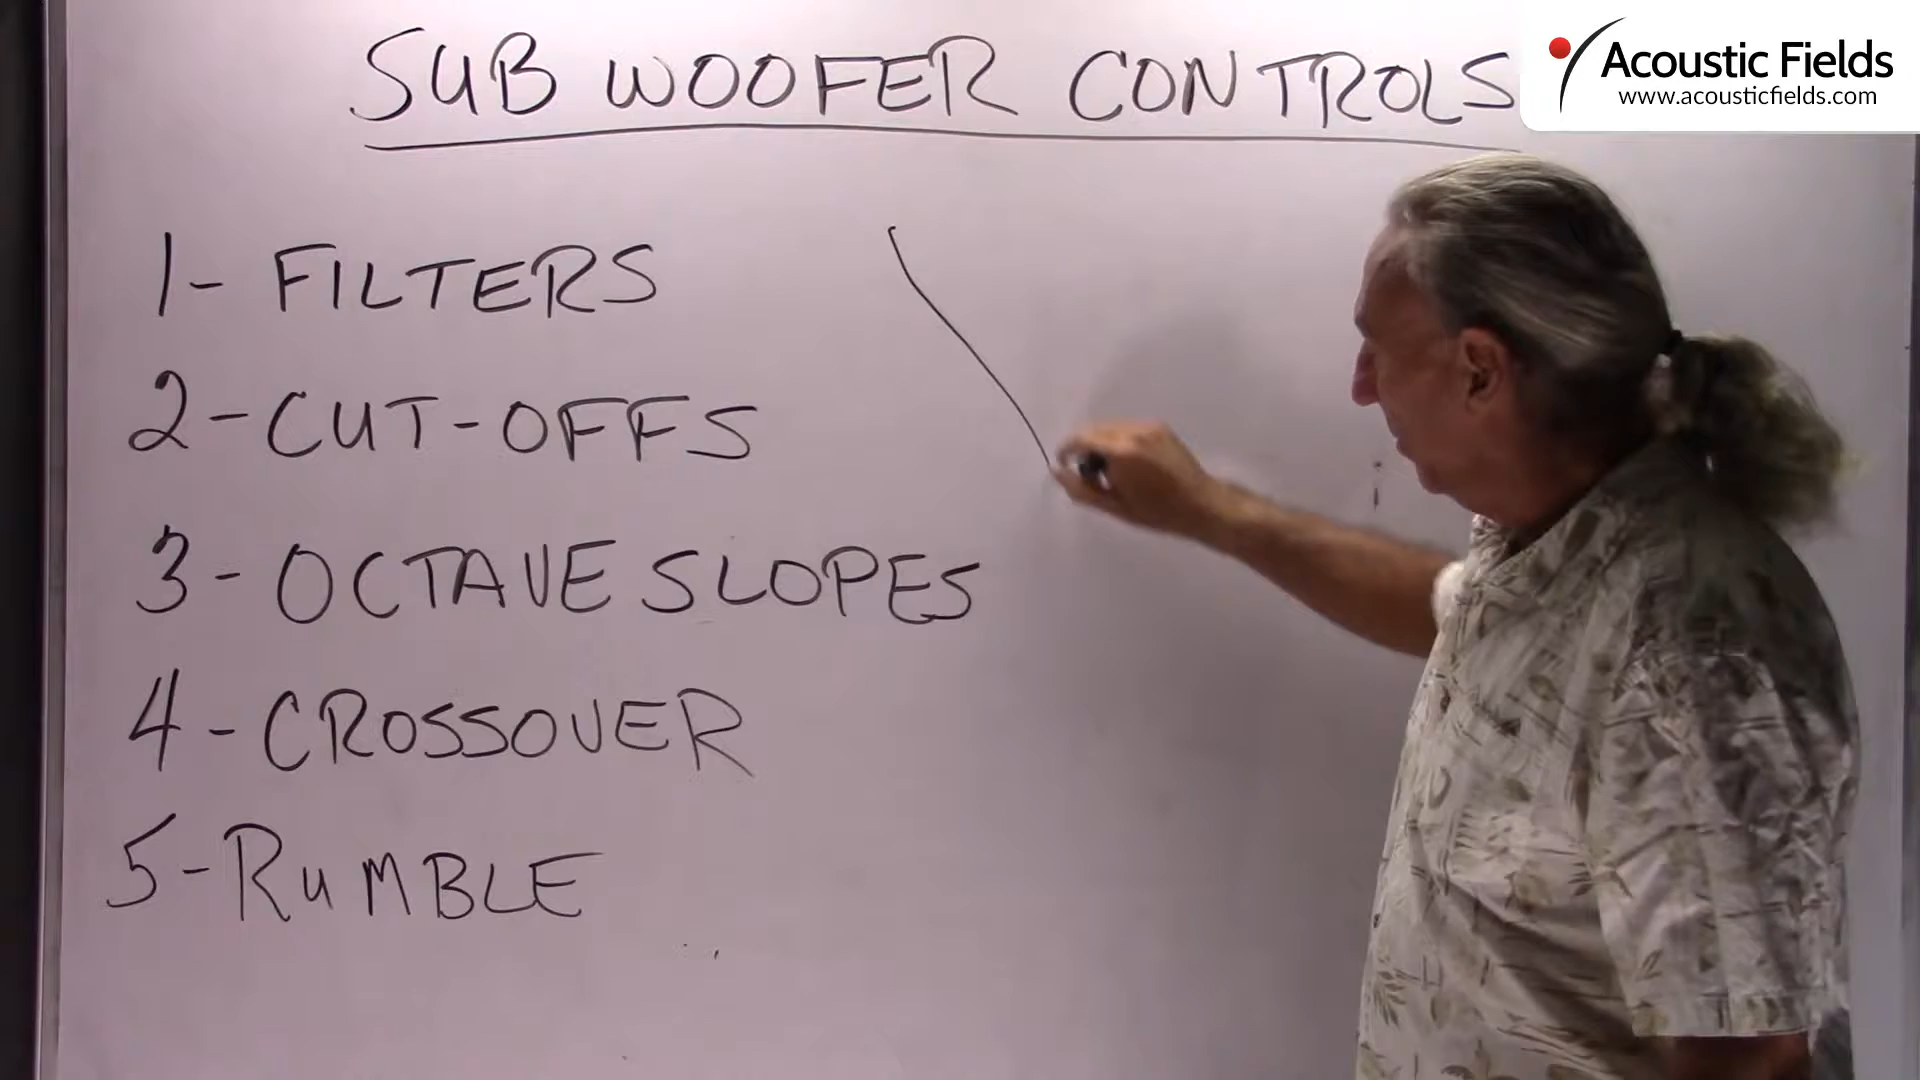 SUB WOOFER CONTROLS
Acoustic Fields
www.acousticfields.com
1- FILTERS
2- CUT-OFFS
3- OCTAVE SLOPES
4- CROSSOVER
5- RUMBLE